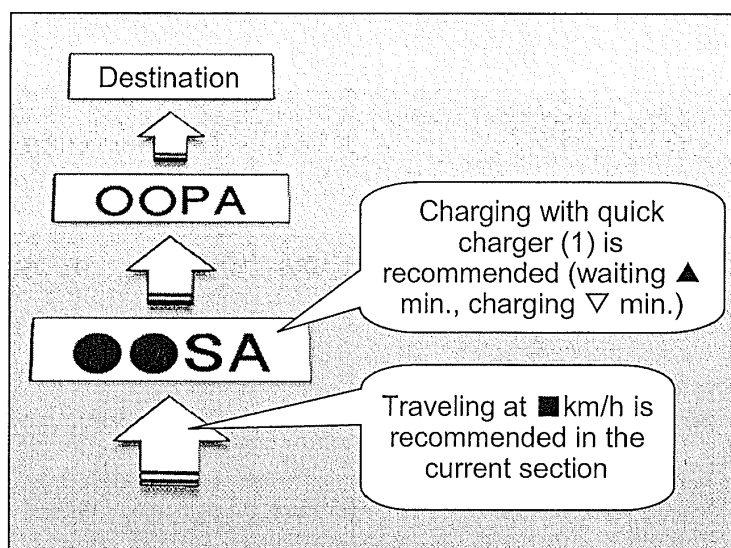 Destination
○○PA
Charging with quick
charger (1) is
recommended (waiting ▲
min., charging ▽ min.)
●●SA
Traveling at ■km/h is
recommended in the
current section